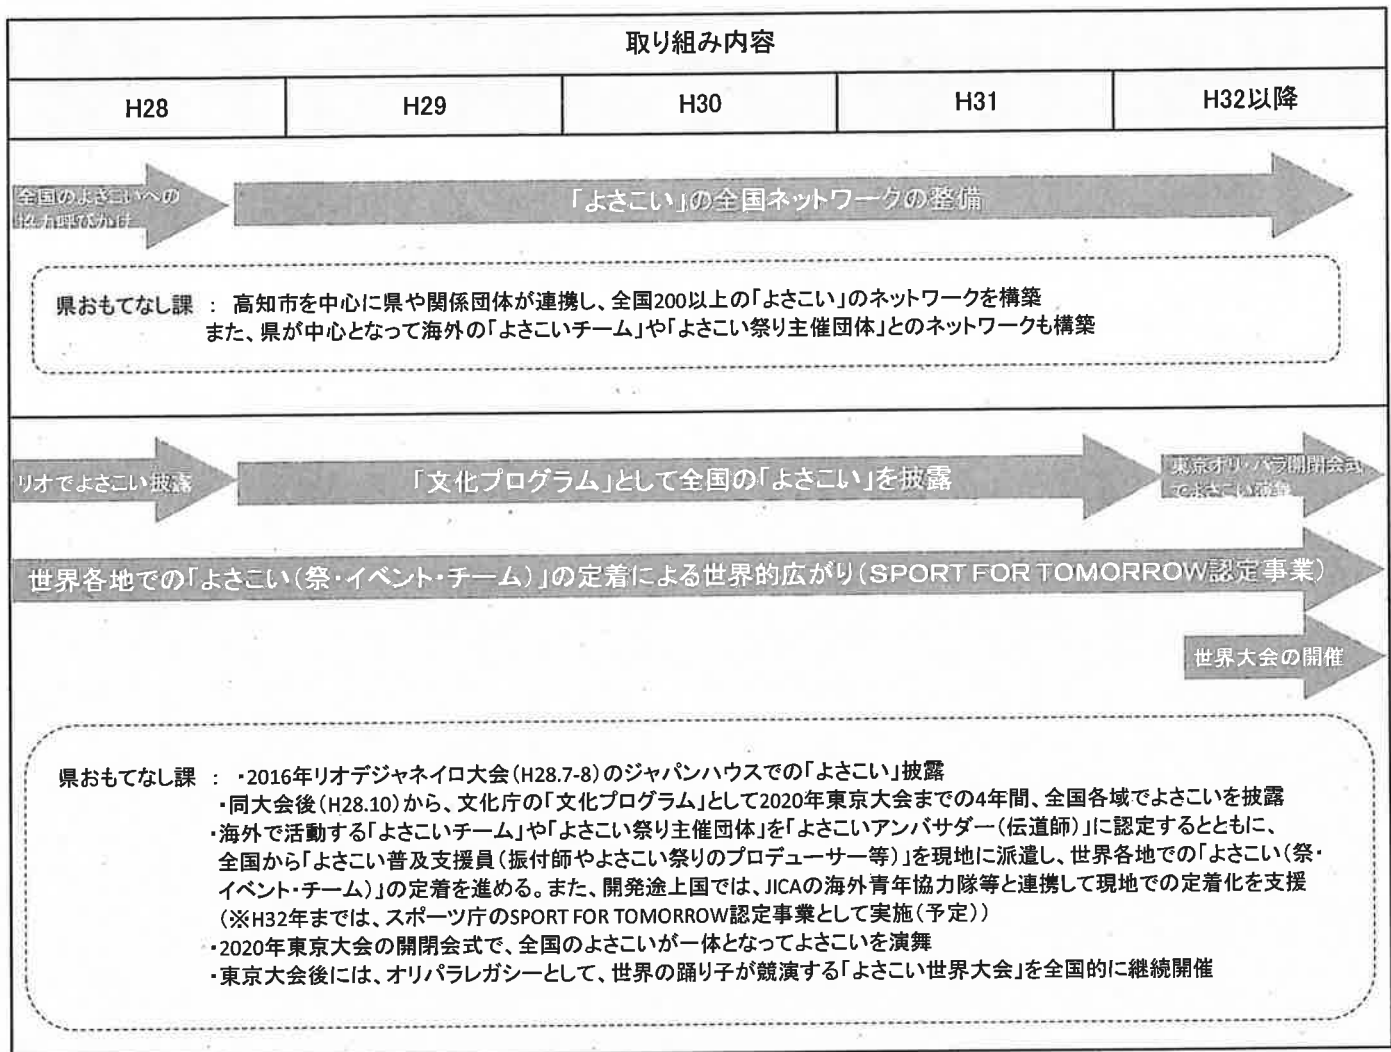 取り組み内容
H28
H29
H30
H31
H32以降
全国のよさこいへの
協力呼びかけ
「よさこい」の全国ネットワークの整備
県おもてなし課 : 高知市を中心に県や関係団体が連携し、全国200以上の「よさこい」のネットワークを構築
また、県が中心となって海外の「よさこいチーム」や「よさこい祭り主催団体」とのネットワークも構築
リオでよさこい披露
「文化プログラム」として全国の「よさこい」を披露
東京オリ・パラ開閉会式
でよさこい演舞
世界各地での「よさこい(祭・イベント・チーム)」の定着による世界的広がり(SPORT FOR TOMORROW認定事業)
世界大会の開催
県おもてなし課 : ・2016年リオデジャネイロ大会(H28.7-8)のジャパンハウスでの「よさこい」披露
・同大会後(H28.10)から、文化庁の「文化プログラム」として2020年東京大会までの4年間、全国各域でよさこいを披露
・海外で活動する「よさこいチーム」や「よさこい祭り主催団体」を「よさこいアンバサダー(伝道師)」に認定するとともに、
全国から「よさこい普及支援員(振付師やよさこい祭りのプロデューサー等)」を現地に派遣し、世界各地での「よさこい(祭・
イベント・チーム)」の定着を進める。また、開発途上国では、JICAの海外青年協力隊等と連携して現地での定着化を支援
(※H32年までは、スポーツ庁のSPORT FOR TOMORROW認定事業として実施(予定))
・2020年東京大会の開閉会式で、全国のよさこいが一体となってよさこいを演舞
・東京大会後には、オリパラレガシーとして、世界の踊り子が競演する「よさこい世界大会」を全国的に継続開催